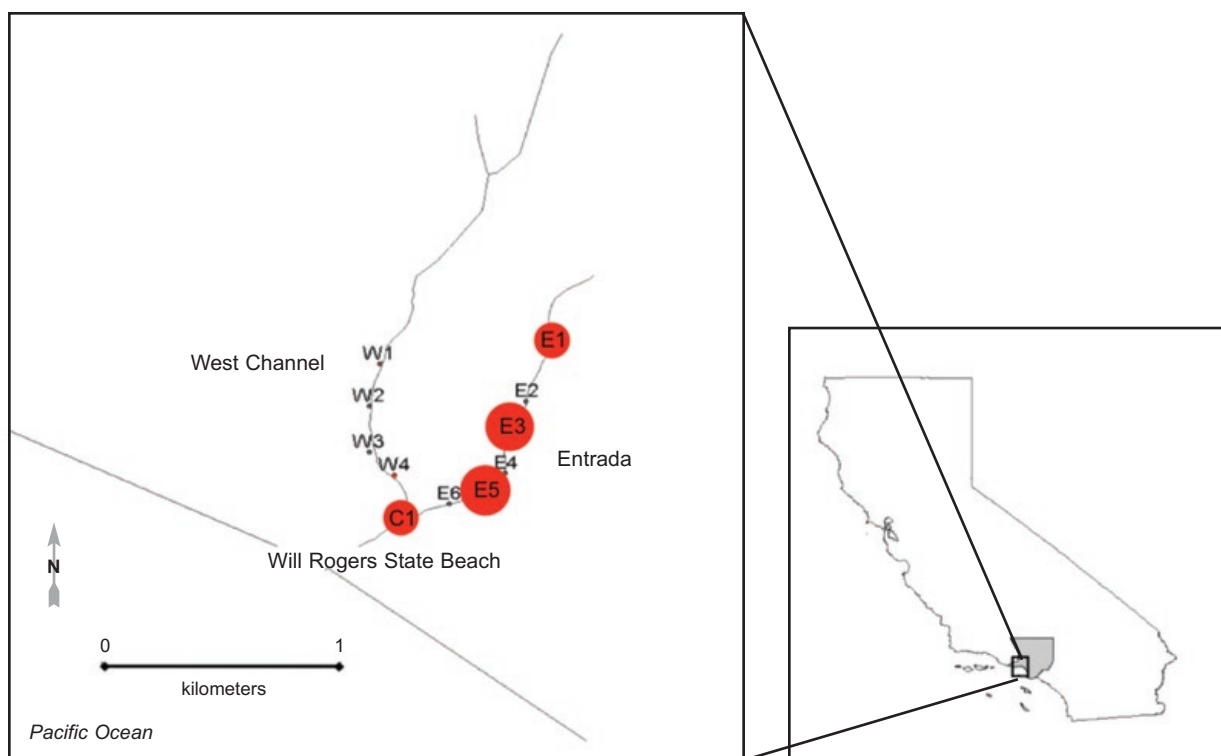 E1
W1
West Channel
E2
W2
E3
W3
Entrada
E4
W4
E5
E6
C1
Will Rogers State Beach
N
0 1
kilometers
Pacific Ocean